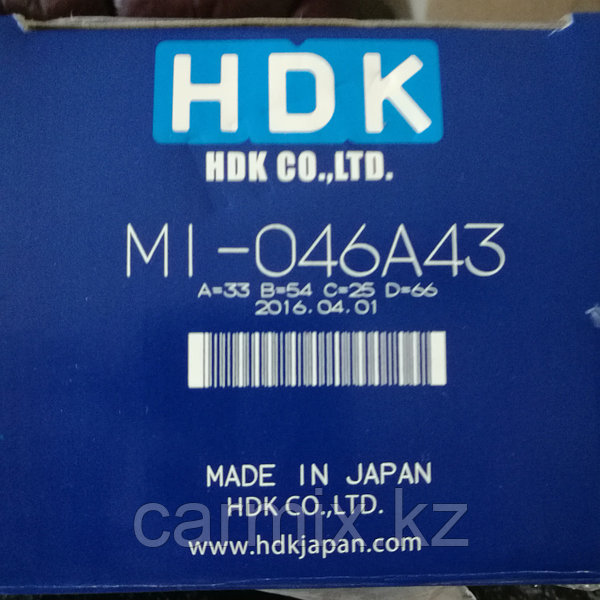 HDK
HDK CO.,LTD.
MI-046A43
A=33 B=54 C=25 D=66
2016.04.01
MADE IN JAPAN
HDK CO.,LTD.
carmix.kz
www.hdkjapan.com